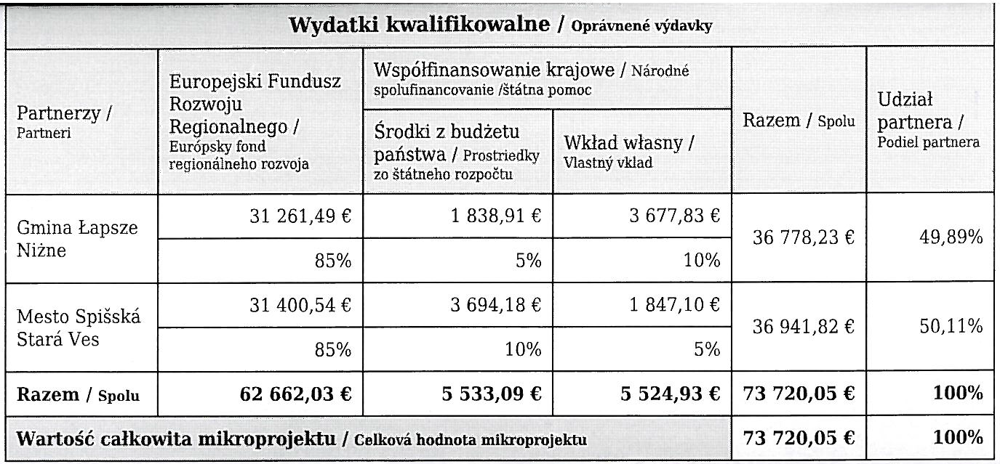 Wydatki kwalifikowalne / Oprávnené výdavky
Partnerzy /
Partneri
Europejski Fundusz
Rozwoju
Regionalnego /
Európsky fond
regionálneho rozvoja
Współfinansowanie krajowe / Národné
spolufinancovanie /štátna pomoc
Środki z budżetu
państwa / Prostriedky
zo štátneho rozpočtu
Wkład własny /
Vlastný vklad
Razem / Spolu
Udział
partnera /
Podiel partnera
Gmina Łapsze
Niżne
31 261,49 €
1 838,91 €
3 677,83 €
36 778,23 €
49,89%
85%
5%
10%
Mesto Spišská
Stará Ves
31 400,54 €
3 694,18 €
1 847,10 €
36 941,82 €
50,11%
85%
10%
5%
Razem / Spolu
62 662,03 €
5 533,09 €
5 524,93 €
73 720,05 €
100%
Wartość całkowita mikroprojektu / Celková hodnota mikroprojektu
73 720,05 €
100%